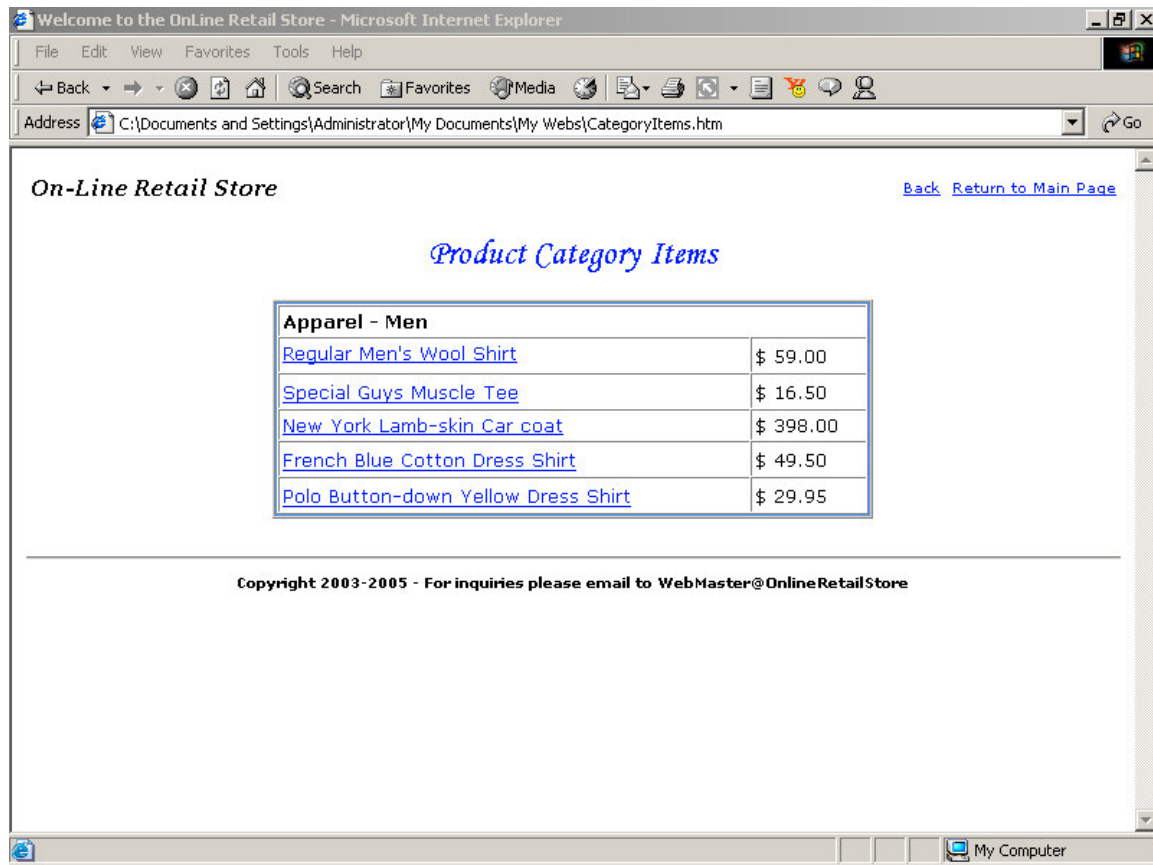 Welcome to the OnLine Retail Store - Microsoft Internet Explorer
File Edit View Favorites Tools Help
Back Search Favorites Media
Address C:\Documents and Settings\Administrator\My Documents\My Webs\CategoryItems.htm Go
On-Line Retail Store Back Return to Main Page
Product Category Items
Apparel - Men
Regular Men's Wool Shirt $ 59.00
Special Guys Muscle Tee $ 16.50
New York Lamb-skin Car coat $ 398.00
French Blue Cotton Dress Shirt $ 49.50
Polo Button-down Yellow Dress Shirt $ 29.95
Copyright 2003-2005 - For inquiries please email to WebMaster@OnlineRetailStore
My Computer